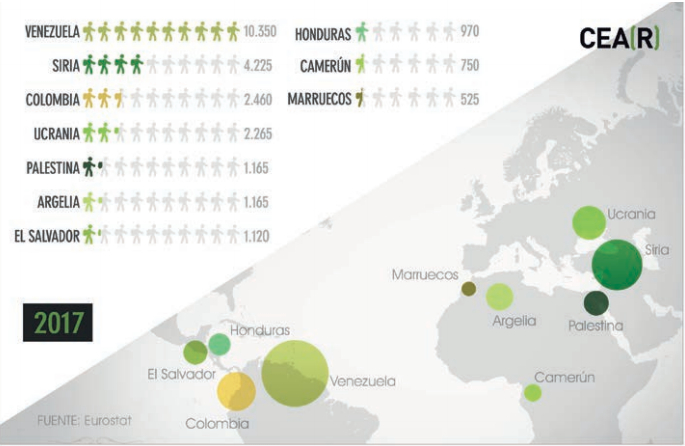 VENEZUELA 10.350
SIRIA 4.225
COLOMBIA 2.460
UCRANIA 2.265
PALESTINA 1.165
ARGELIA 1.165
EL SALVADOR 1.120
HONDURAS 970
CAMERÚN 750
MARRUECOS 525
CEA(R)
Ucrania
Siria
Marruecos
Argelia
Palestina
2017
Honduras
El Salvador
Venezuela
Camerún
Colombia
FUENTE: Eurostat